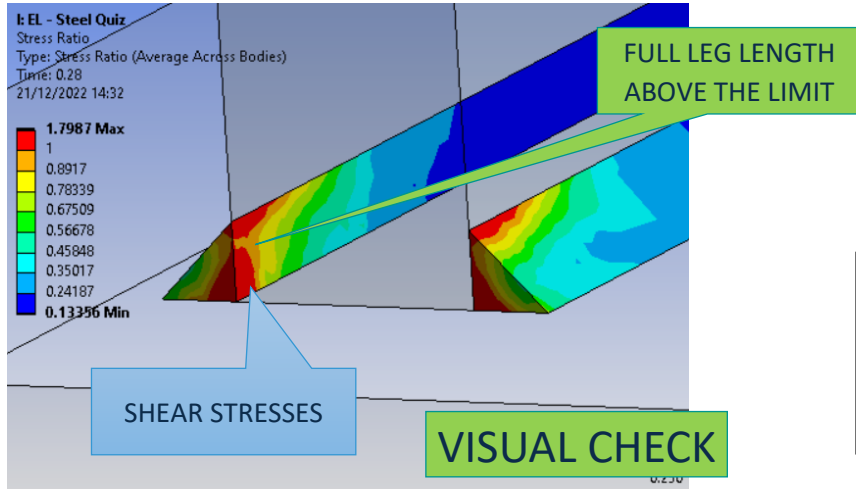 I: EL - Steel Quiz
Stress Ratio
Type: Stress Ratio (Average Across Bodies)
Time: 0.28
21/12/2022 14:32
1.7987 Max
1
0.8917
0.78339
0.67509
0.56678
0.45848
0.35017
0.24187
0.13356 Min
FULL LEG LENGTH
ABOVE THE LIMIT
SHEAR STRESSES
VISUAL CHECK